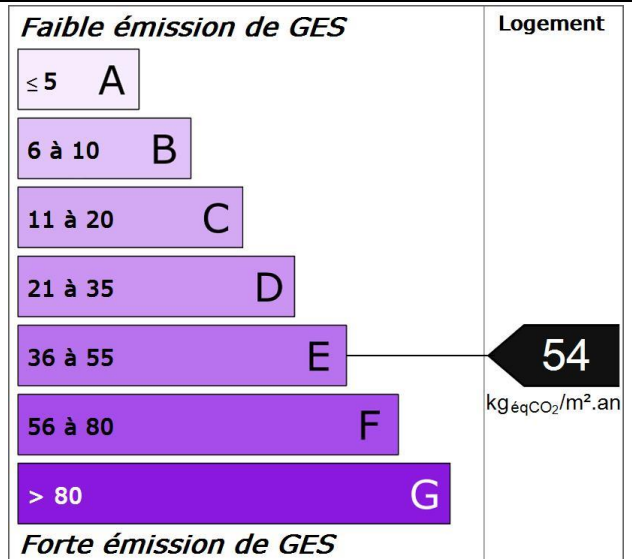 Faible émission de GES
Logement
≤ 5 A
6 à 10 B
11 à 20 C
21 à 35 D
36 à 55 E
54
kgéqCO₂/m².an
56 à 80 F
> 80 G
Forte émission de GES